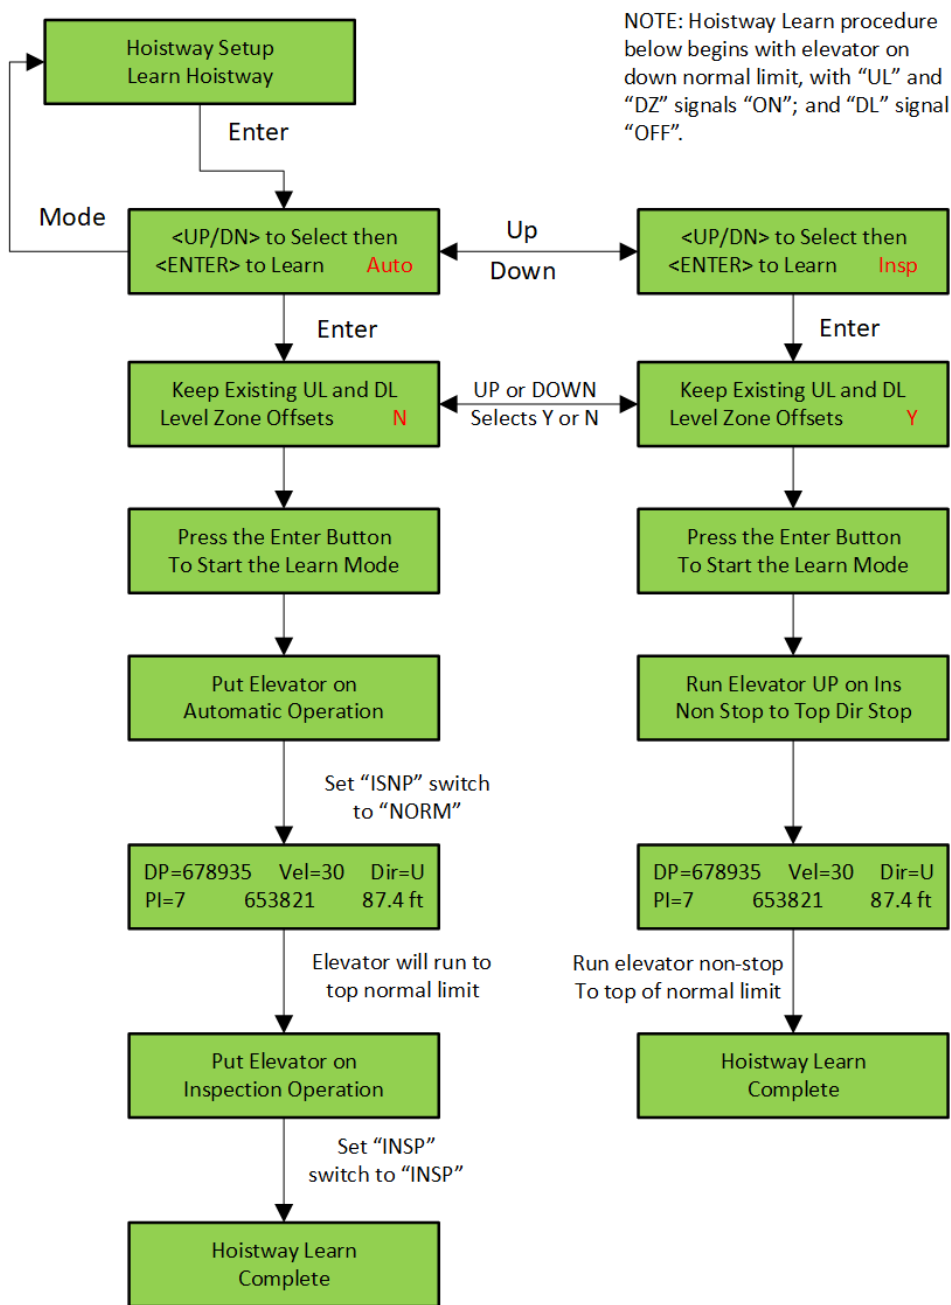 Hoistway Setup
Learn Hoistway
NOTE: Hoistway Learn procedure
below begins with elevator on
down normal limit, with “UL” and
“DZ” signals “ON”; and “DL” signal
“OFF”.
Enter
Mode
<UP/DN> to Select then
<ENTER> to Learn Auto
Up
Down
<UP/DN> to Select then
<ENTER> to Learn Insp
Enter
Enter
Keep Existing UL and DL
Level Zone Offsets N
UP or DOWN
Selects Y or N
Keep Existing UL and DL
Level Zone Offsets Y
Press the Enter Button
To Start the Learn Mode
Press the Enter Button
To Start the Learn Mode
Put Elevator on
Automatic Operation
Run Elevator UP on Ins
Non Stop to Top Dir Stop
Set “ISNP” switch
to “NORM”
DP=678935 Vel=30 Dir=U
PI=7 653821 87.4 ft
DP=678935 Vel=30 Dir=U
PI=7 653821 87.4 ft
Elevator will run to
top normal limit
Run elevator non-stop
To top of normal limit
Put Elevator on
Inspection Operation
Hoistway Learn
Complete
Set “INSP”
switch to “INSP”
Hoistway Learn
Complete